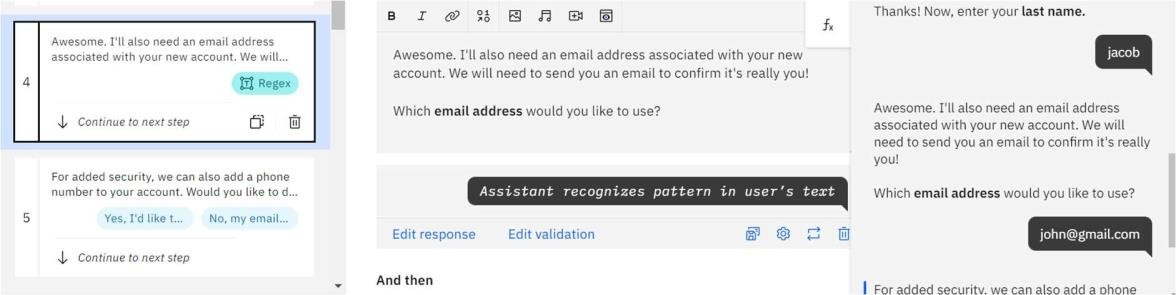 4
Awesome. I'll also need an email address
associated with your new account. We will...
Regex
Continue to next step
5
For added security, we can also add a phone
number to your account. Would you like to d...
Yes, I'd like t...
No, my email...
Continue to next step
B I
fx
Awesome. I'll also need an email address associated with your new
account. We will need to send you an email to confirm it's really you!
Which email address would you like to use?
Assistant recognizes pattern in user's text
Edit response Edit validation
And then
Thanks! Now, enter your last name.
jacob
Awesome. I'll also need an email address
associated with your new account. We will
need to send you an email to confirm it's really
you!
Which email address would you like to use?
john@gmail.com
For added security, we can also add a phone